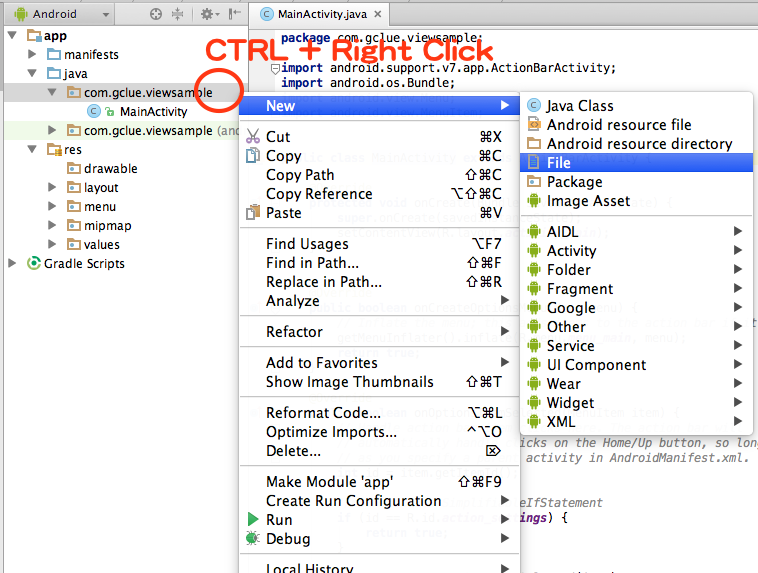 Android
MainActivity.java
app
manifests
java
com.gclue.viewsample
MainActivity
com.gclue.viewsample (an
res
drawable
layout
menu
mipmap
values
Gradle Scripts
CTRL + Right Click
package com.gclue.viewsample;
import android.support.v7.app.ActionBarActivity;
import android.os.Bundle;
New
Cut ⌘X
Copy ⌘C
Copy Path ⇧⌘C
Copy Reference ⌥⇧⌘C
Paste ⌘V
Find Usages ⌥F7
Find in Path... ⇧⌘F
Replace in Path... ⇧⌘R
Analyze
Refactor
Add to Favorites
Show Image Thumbnails ⇧⌘T
Reformat Code... ⌥⌘L
Optimize Imports... ^⌥O
Delete... ⌦
Make Module 'app' ⇧⌘F9
Create Run Configuration
Run
Debug
Local History
Java Class
Android resource file
Android resource directory
File
Package
Image Asset
AIDL
Activity
Folder
Fragment
Google
Other
Service
UI Component
Wear
Widget
XML
icks on the Home/Up button, so long
activity in AndroidManifest.xml.
eIfStatement
ngs) {
return true;